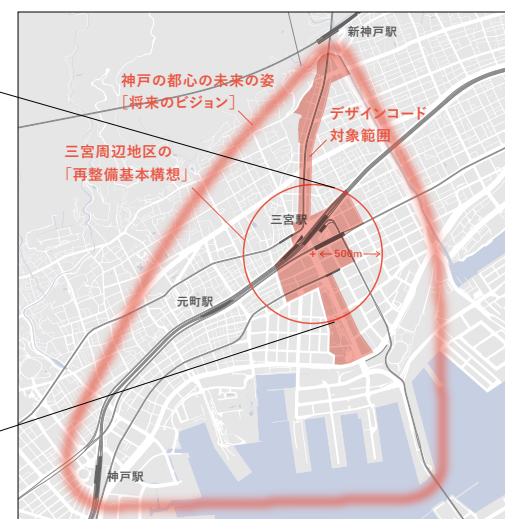 新神戸駅
神戸の都心の未来の姿
［将来のビジョン］
デザインコード
対象範囲
三宮周辺地区の
「再整備基本構想」
三宮駅
500m
元町駅
神戸駅